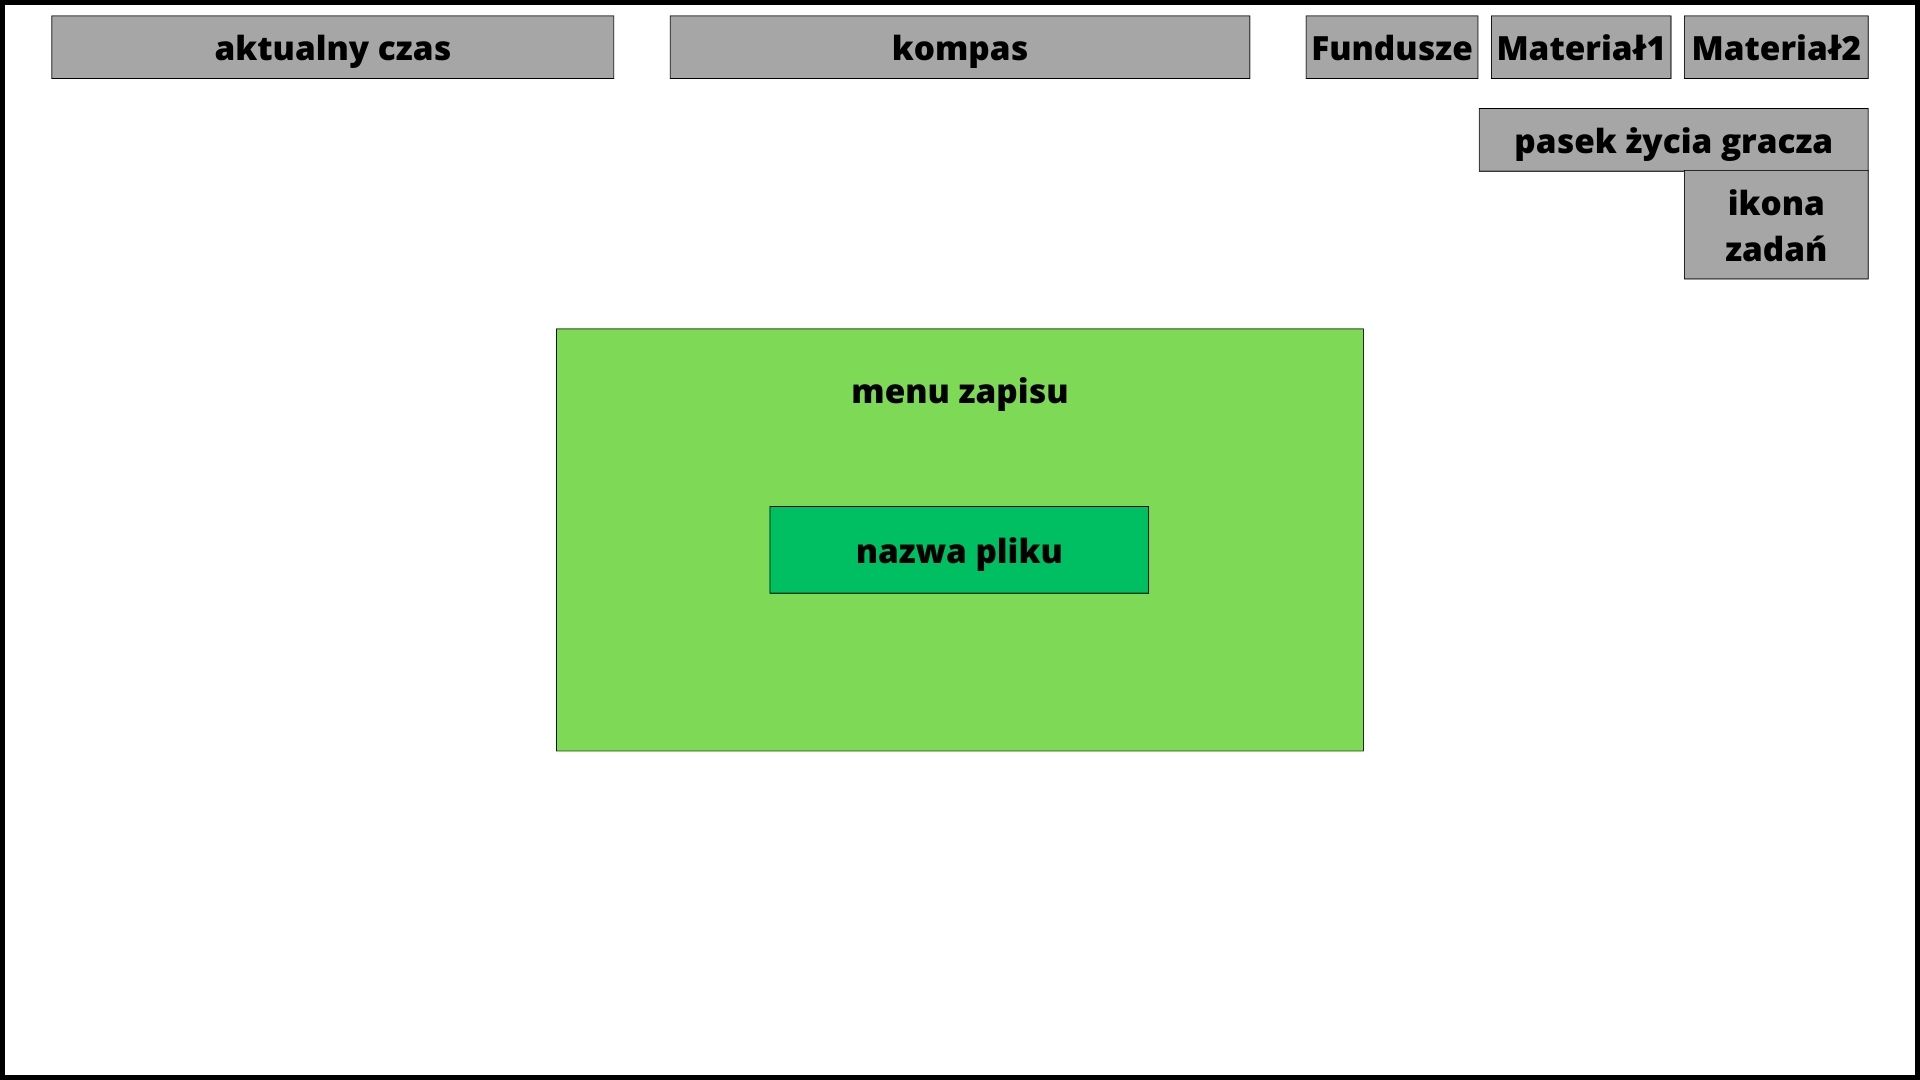 aktualny czas
kompas
Fundusze
Materiał1
Materiał2
pasek życia gracza
ikona
zadań
menu zapisu
nazwa pliku